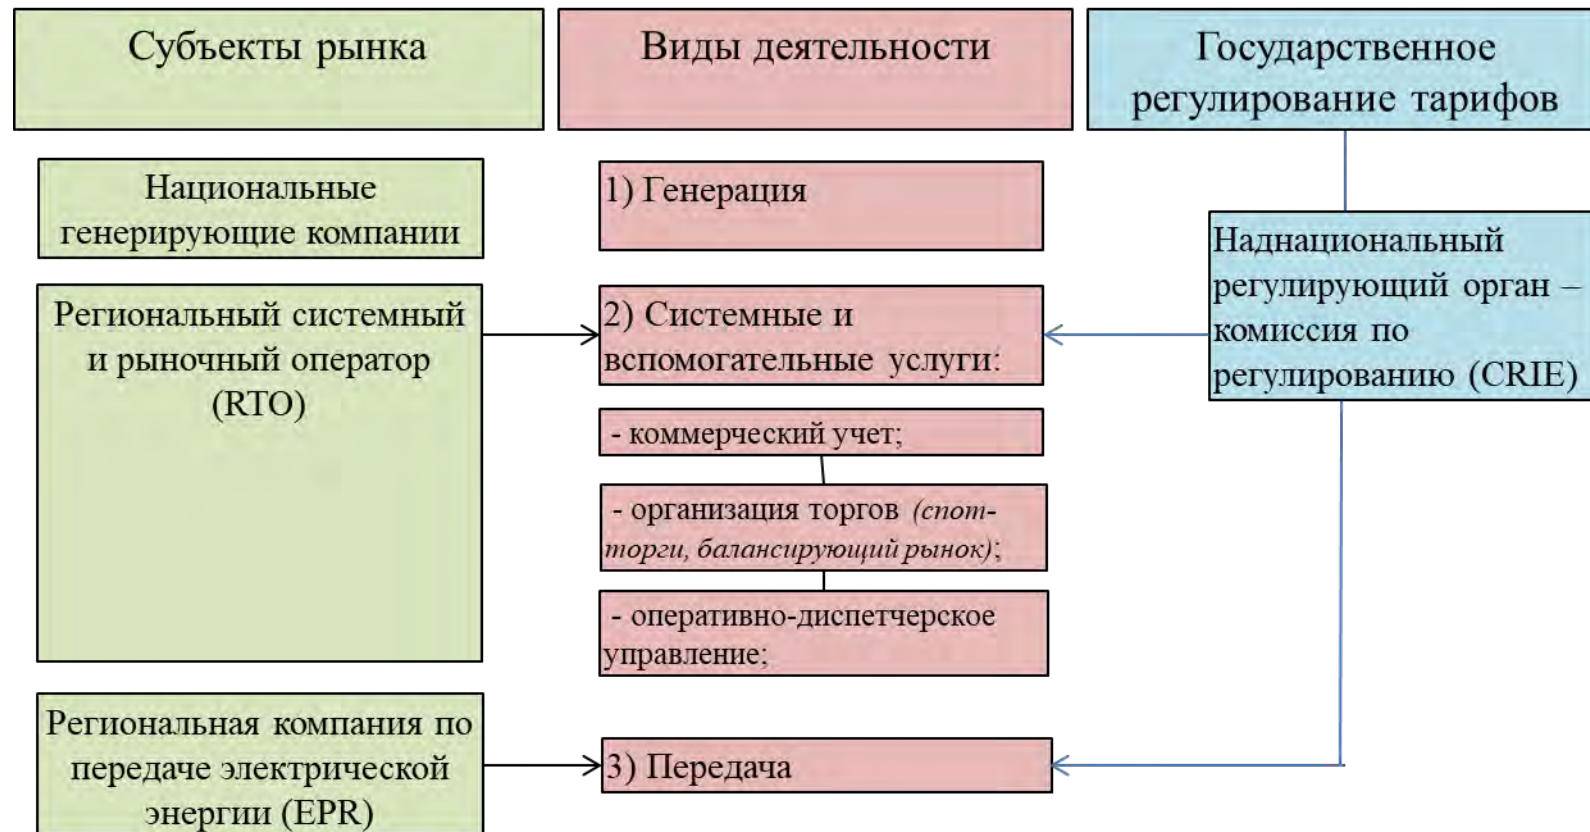 Субъекты рынка
Виды деятельности
Государственное
регулирование тарифов
Национальные
генерирующие компании
1) Генерация
Наднациональный
регулирующий орган –
комиссия по
регулированию (CRIE)
Региональный системный
и рыночный оператор
(RTO)
2) Системные и
вспомогательные услуги:
- коммерческий учет;
- организация торгов (спот-
торги, балансирующий рынок);
- оперативно-диспетчерское
управление;
Региональная компания по
передаче электрической
энергии (EPR)
3) Передача